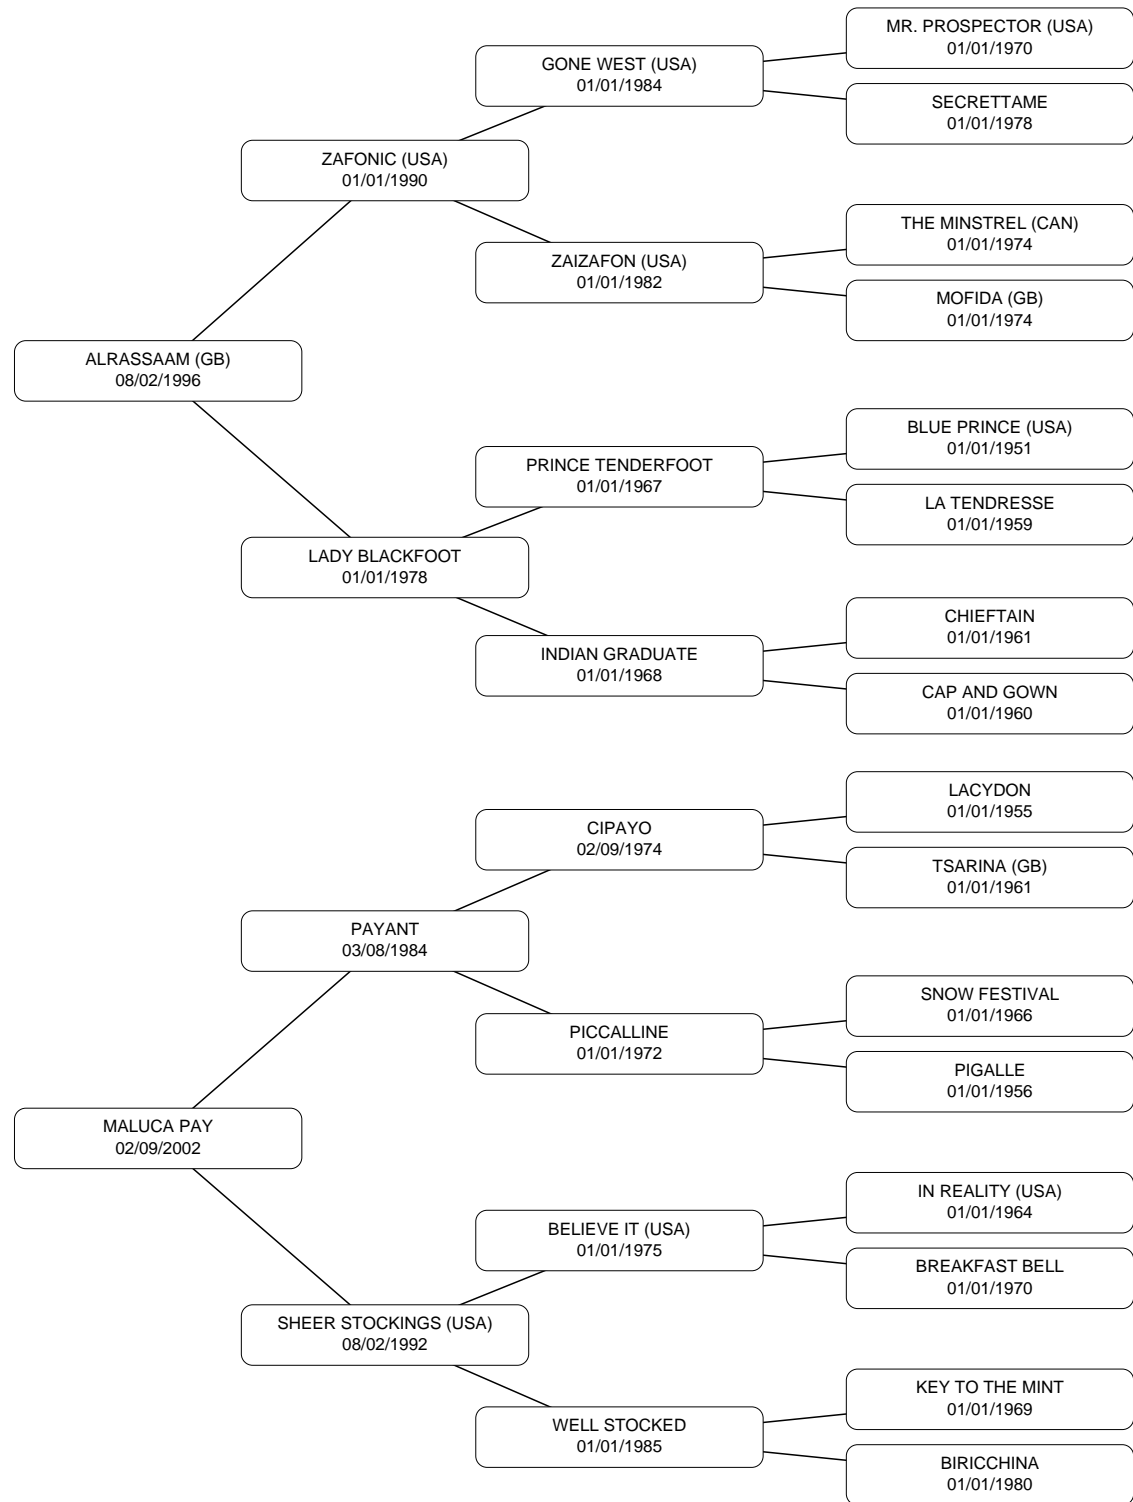 MR. PROSPECTOR (USA)
01/01/1970
GONE WEST (USA)
01/01/1984
SECRETTAME
01/01/1978
ZAFONIC (USA)
01/01/1990
THE MINSTREL (CAN)
01/01/1974
ZAIZAFON (USA)
01/01/1982
MOFIDA (GB)
01/01/1974
ALRASSAAM (GB)
08/02/1996
BLUE PRINCE (USA)
01/01/1951
PRINCE TENDERFOOT
01/01/1967
LA TENDRESSE
01/01/1959
LADY BLACKFOOT
01/01/1978
CHIEFTAIN
01/01/1961
INDIAN GRADUATE
01/01/1968
CAP AND GOWN
01/01/1960
LACYDON
01/01/1955
CIPAYO
02/09/1974
TSARINA (GB)
01/01/1961
PAYANT
03/08/1984
SNOW FESTIVAL
01/01/1966
PICCALLINE
01/01/1972
PIGALLE
01/01/1956
MALUCA PAY
02/09/2002
IN REALITY (USA)
01/01/1964
BELIEVE IT (USA)
01/01/1975
BREAKFAST BELL
01/01/1970
SHEER STOCKINGS (USA)
08/02/1992
KEY TO THE MINT
01/01/1969
WELL STOCKED
01/01/1985
BIRICCHINA
01/01/1980